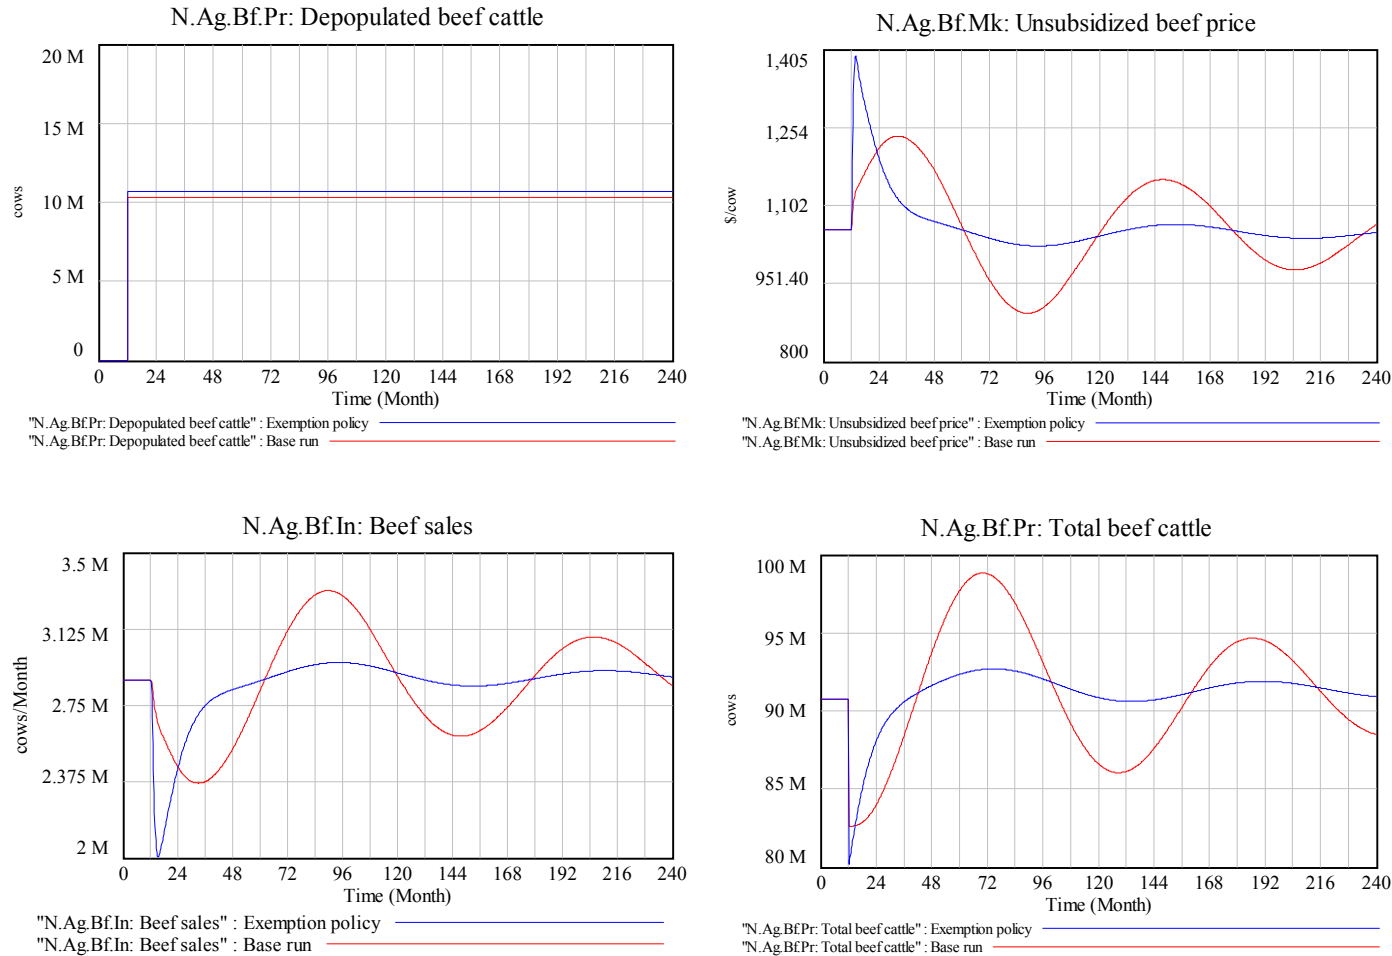 N.Ag.Bf.Pr: Depopulated beef cattle
20 M
15 M
10 M
5 M
0
cows
0 24 48 72 96 120 144 168 192 216 240
Time (Month)
"N.Ag.Bf.Pr: Depopulated beef cattle" : Exemption policy
"N.Ag.Bf.Pr: Depopulated beef cattle" : Base run
N.Ag.Bf.Mk: Unsubsidized beef price
1,405
1,254
1,102
951.40
800
$/cow
0 24 48 72 96 120 144 168 192 216 240
Time (Month)
"N.Ag.Bf.Mk: Unsubsidized beef price" : Exemption policy
"N.Ag.Bf.Mk: Unsubsidized beef price" : Base run
N.Ag.Bf.In: Beef sales
3.5 M
3.125 M
2.75 M
2.375 M
2 M
cows/Month
0 24 48 72 96 120 144 168 192 216 240
Time (Month)
"N.Ag.Bf.In: Beef sales" : Exemption policy
"N.Ag.Bf.In: Beef sales" : Base run
N.Ag.Bf.Pr: Total beef cattle
100 M
95 M
90 M
85 M
80 M
cows
0 24 48 72 96 120 144 168 192 216 240
Time (Month)
"N.Ag.Bf.Pr: Total beef cattle" : Exemption policy
"N.Ag.Bf.Pr: Total beef cattle" : Base run